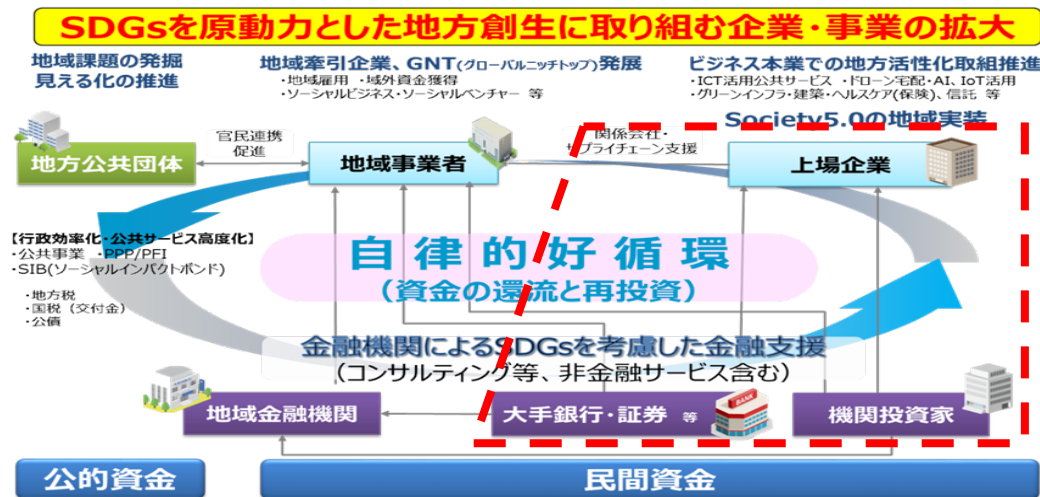 SDGsを原動力とした地方創生に取り組む企業・事業の拡大
地域課題の発掘
見える化の推進
地域牽引企業、GNT(グローバルニッチトップ)発展
・地域雇用 ・域外資金獲得
・ソーシャルビジネス・ソーシャルベンチャー 等
ビジネス本業での地方活性化取組推進
・ICT活用公共サービス ・ドローン宅配・AI、IoT活用
・グリーンインフラ・建築・ヘルスケア(保険)、信託 等
Society5.0の地域実装
地方公共団体
官民連携
促進
地域事業者
関係会社・
サプライチェーン支援
上場企業
【行政効率化・公共サービス高度化】
・公共事業 ・PPP/PFI
・SIB(ソーシャルインパクトボンド)
・地方税
・国税（交付金）
・公債
自律的好循環
（資金の還流と再投資）
金融機関によるSDGsを考慮した金融支援
（コンサルティング等、非金融サービス含む）
地域金融機関
大手銀行・証券 等
BANK
機関投資家
公的資金
民間資金